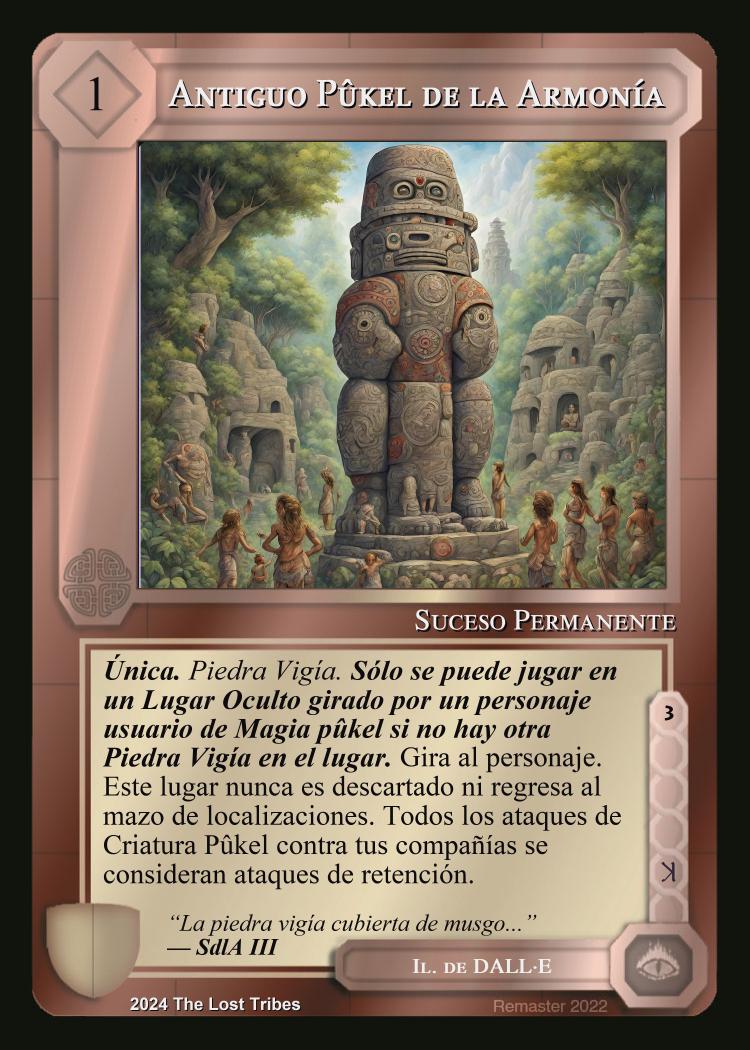 1
Antiguo Pûkel de la Armonía
Suceso Permanente
Única. Piedra Vigía. Sólo se puede jugar en
un Lugar Oculto girado por un personaje
usuario de Magia pûkel si no hay otra
Piedra Vigía en el lugar. Gira al personaje.
Este lugar nunca es descartado ni regresa al
mazo de localizaciones. Todos los ataques de
Criatura Pûkel contra tus compañías se
consideran ataques de retención.
3
“La piedra vigía cubierta de musgo...”
— SdlA III
Il. de DALL·E
2024 The Lost Tribes
Remaster 2022